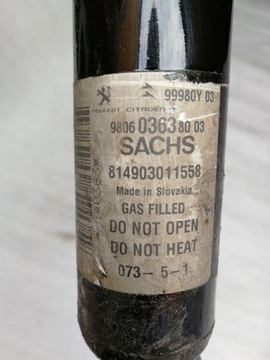 99980Y 03
PEUGEOT CITROËN
9806 0363 80 03
SACHS
814903011558
Made in Slovakia
GAS FILLED
DO NOT OPEN
DO NOT HEAT
073-5-1